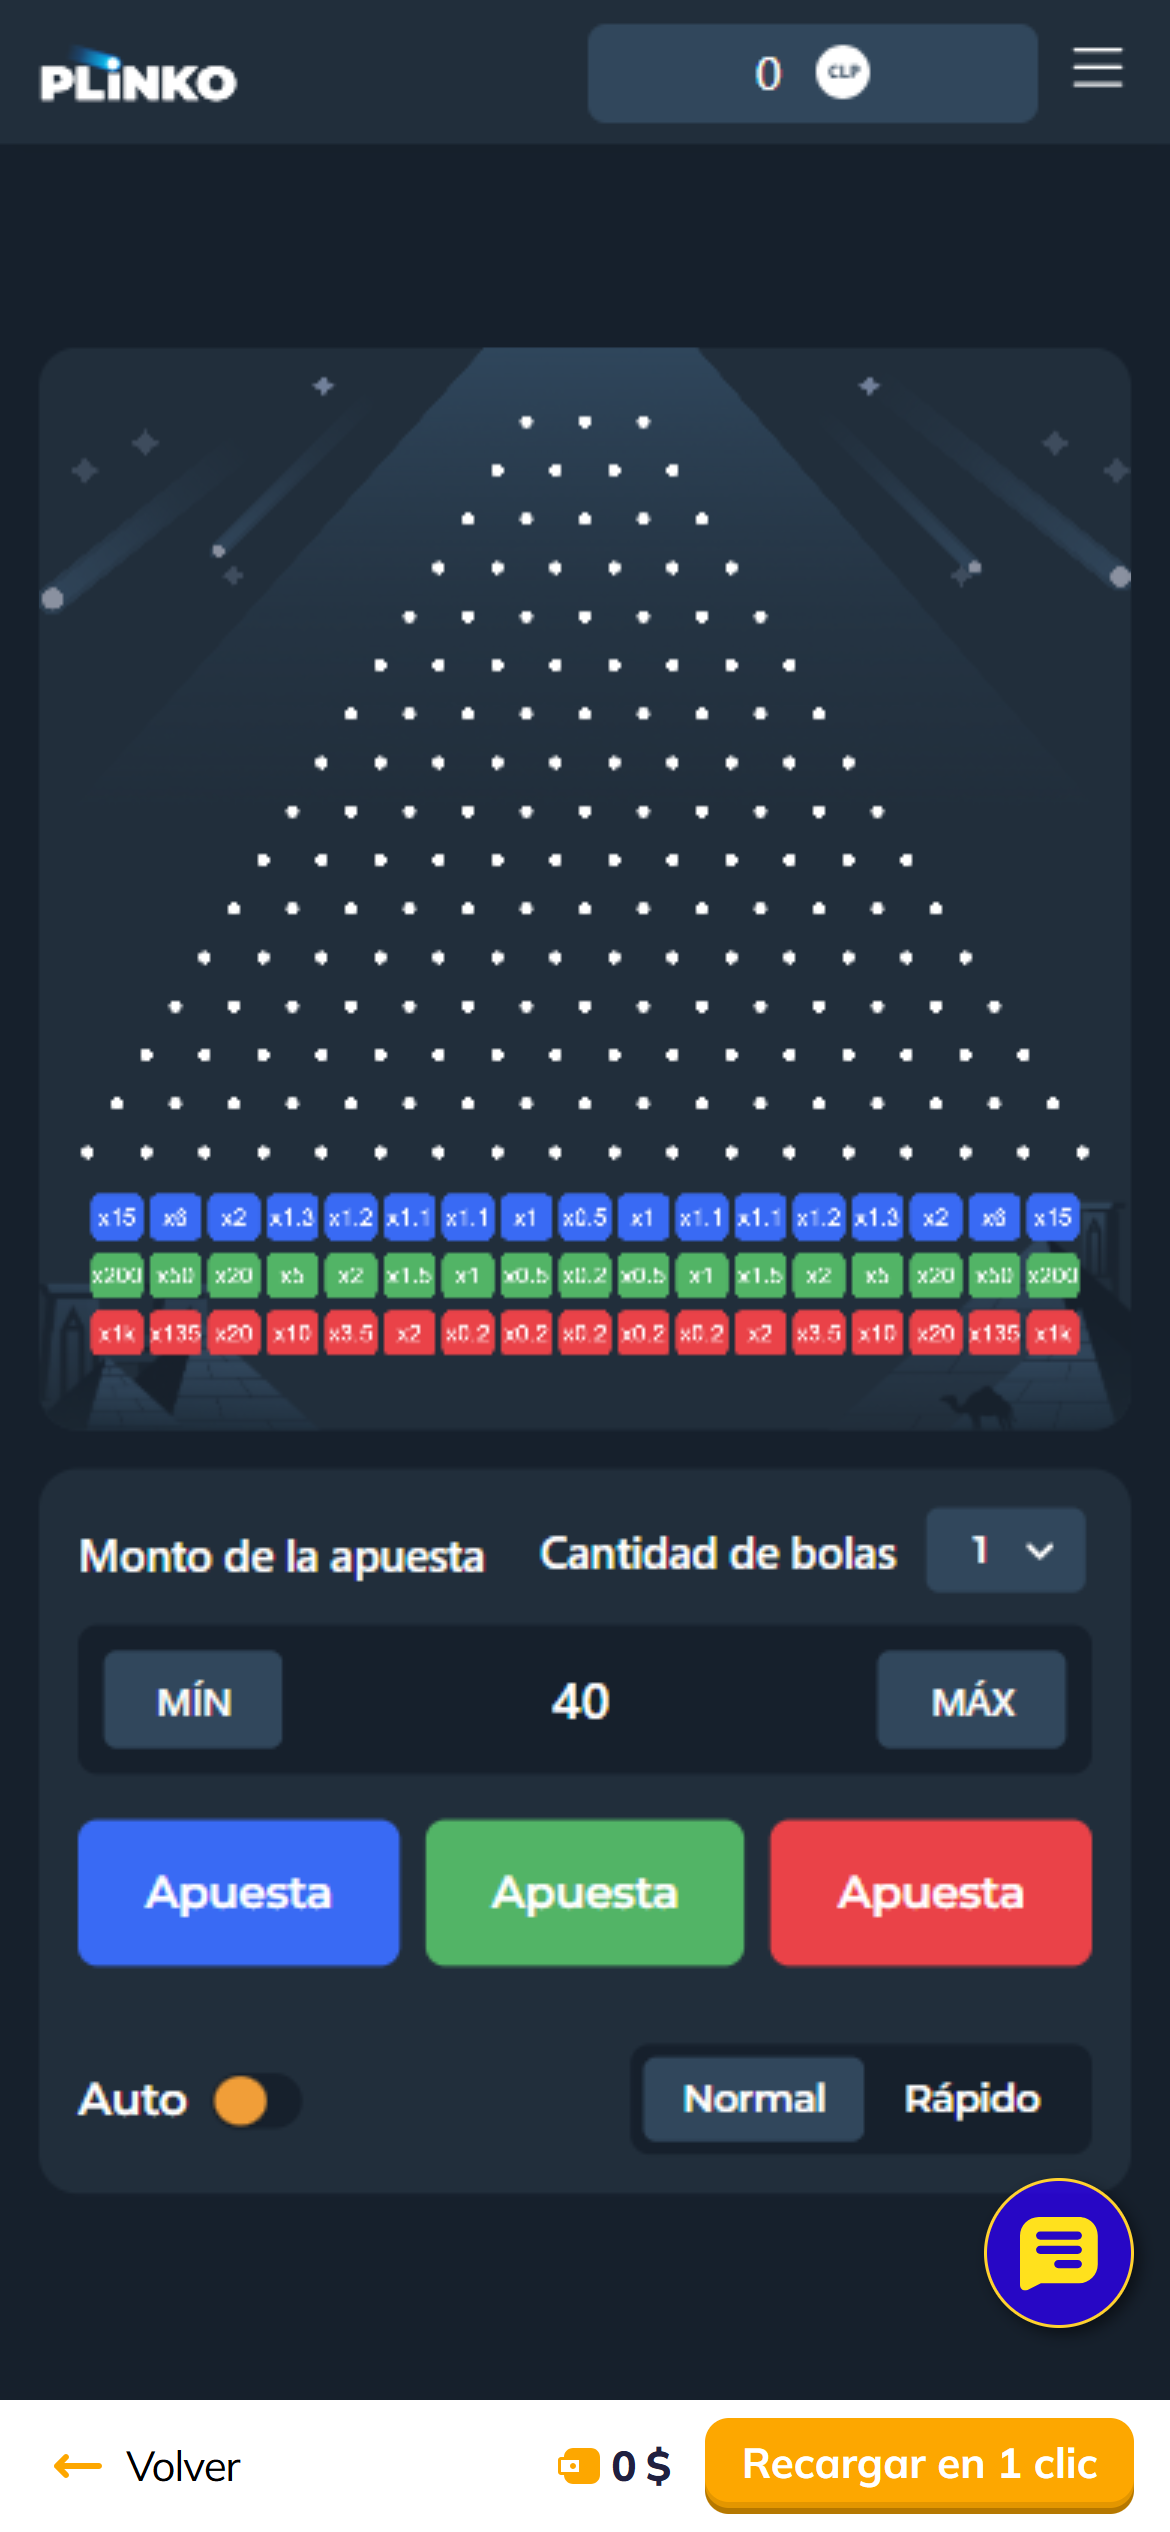 PLiNKO
0 CLP
x15 x6 x2 x1.3 x1.2 x1.1 x1.1 x1 x0.5 x1 x1.1 x1.1 x1.2 x1.3 x2 x6 x15
x200 x50 x20 x5 x2 x1.5 x1 x0.5 x0.2 x0.5 x1 x1.5 x2 x5 x20 x50 x200
x1k x135 x20 x10 x3.5 x2 x0.2 x0.2 x0.2 x0.2 x0.2 x2 x3.5 x10 x20 x135 x1k
Monto de la apuesta Cantidad de bolas 1
MÍN 40 MÁX
Apuesta Apuesta Apuesta
Auto Normal Rápido
Volver 0 $ Recargar en 1 clic